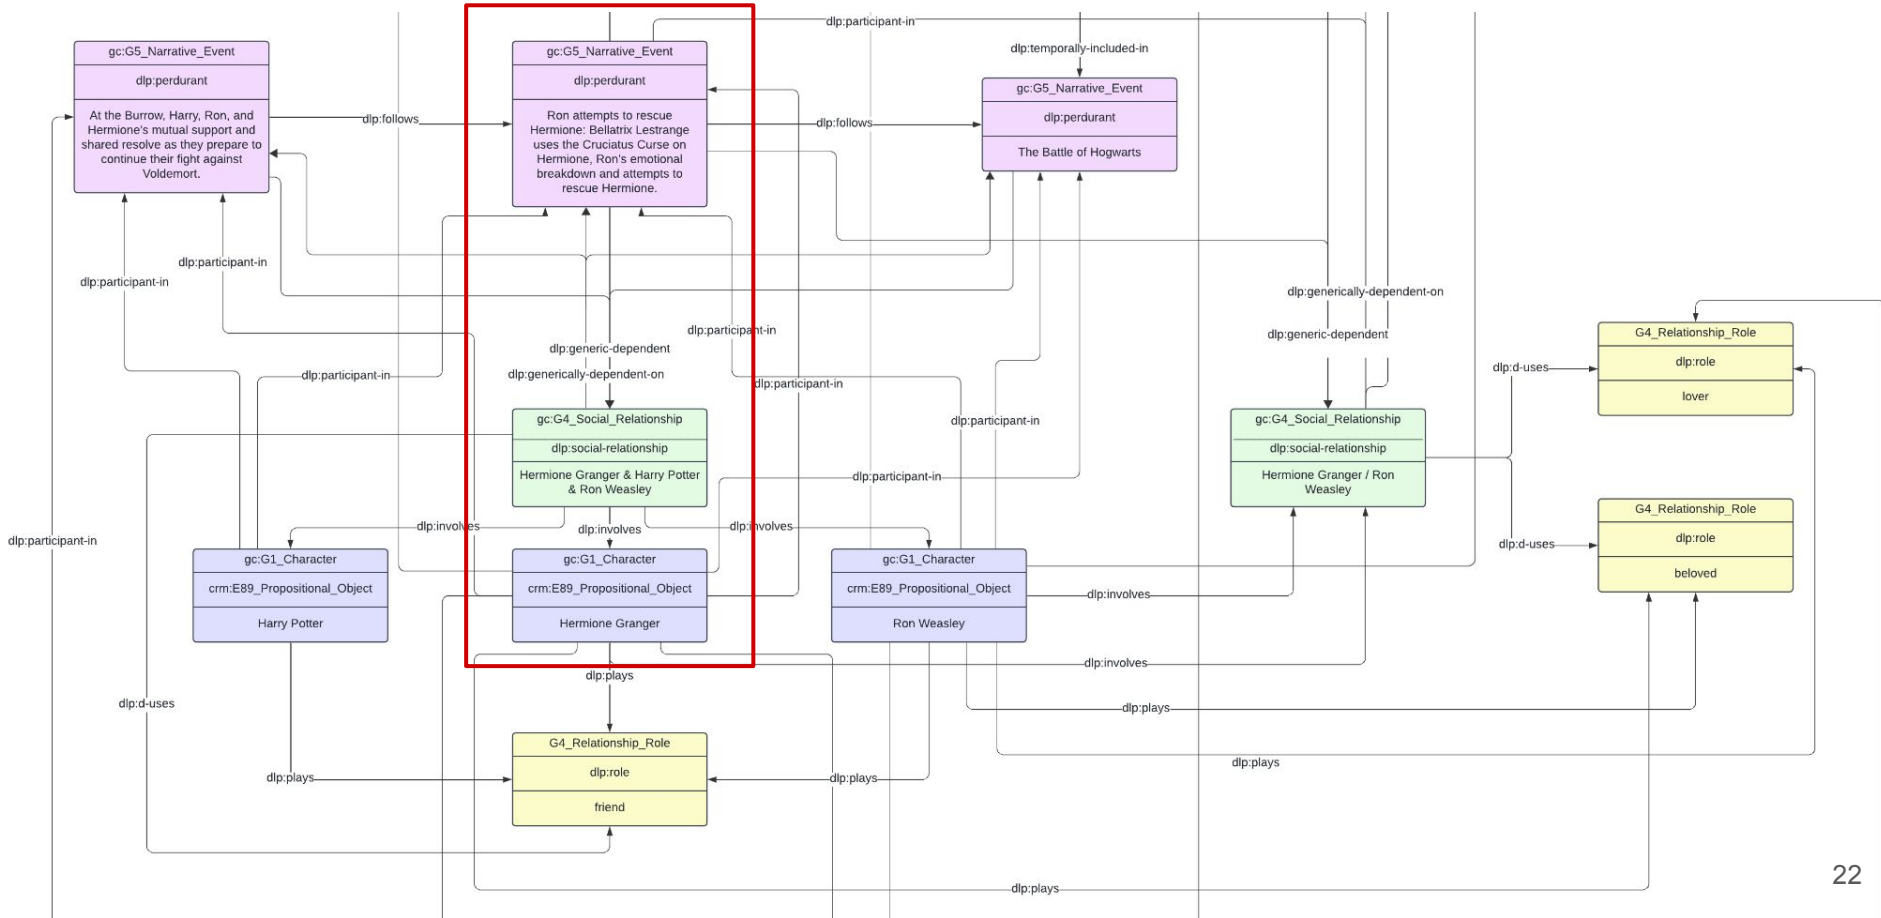 dlp:participant-in
gc:G5_Narrative_Event
dlp:perdurant
At the Burrow, Harry, Ron, and
Hermione's mutual support and
shared resolve as they prepare to
continue their fight against
Voldemort.
dlp:follows
gc:G5_Narrative_Event
dlp:perdurant
Ron attempts to rescue
Hermione: Bellatrix Lestrange
uses the Cruciatus Curse on
Hermione, Ron's emotional
breakdown and attempts to
rescue Hermione.
dlp:follows
dlp:temporally-included-in
gc:G5_Narrative_Event
dlp:perdurant
The Battle of Hogwarts
dlp:participant-in
dlp:participant-in
dlp:participant-in
dlp:participant-in
dlp:generic-dependent
dlp:generically-dependent-on
dlp:participant-in
dlp:participant-in
dlp:participant-in
dlp:generically-dependent-on
dlp:generic-dependent
gc:G4_Social_Relationship
dlp:social-relationship
Hermione Granger & Harry Potter
& Ron Weasley
gc:G4_Social_Relationship
dlp:social-relationship
Hermione Granger / Ron
Weasley
dlp:d-uses
G4_Relationship_Role
dlp:role
lover
dlp:d-uses
G4_Relationship_Role
dlp:role
beloved
dlp:participant-in
dlp:involves
dlp:involves
dlp:involves
gc:G1_Character
crm:E89_Propositional_Object
Harry Potter
gc:G1_Character
crm:E89_Propositional_Object
Hermione Granger
gc:G1_Character
crm:E89_Propositional_Object
Ron Weasley
dlp:involves
dlp:involves
dlp:plays
dlp:d-uses
dlp:plays
dlp:plays
G4_Relationship_Role
dlp:role
friend
dlp:plays
dlp:plays
dlp:plays
22